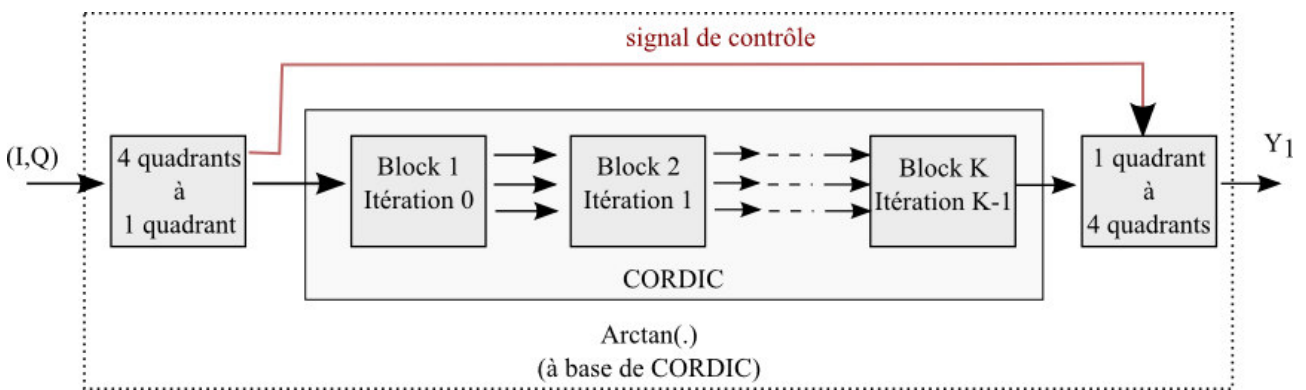 signal de contrôle
(I,Q)
4 quadrants
à
1 quadrant
Block 1
Itération 0
Block 2
Itération 1
Block K
Itération K-1
1 quadrant
à
4 quadrants
Y1
CORDIC
Arctan(.)
(à base de CORDIC)